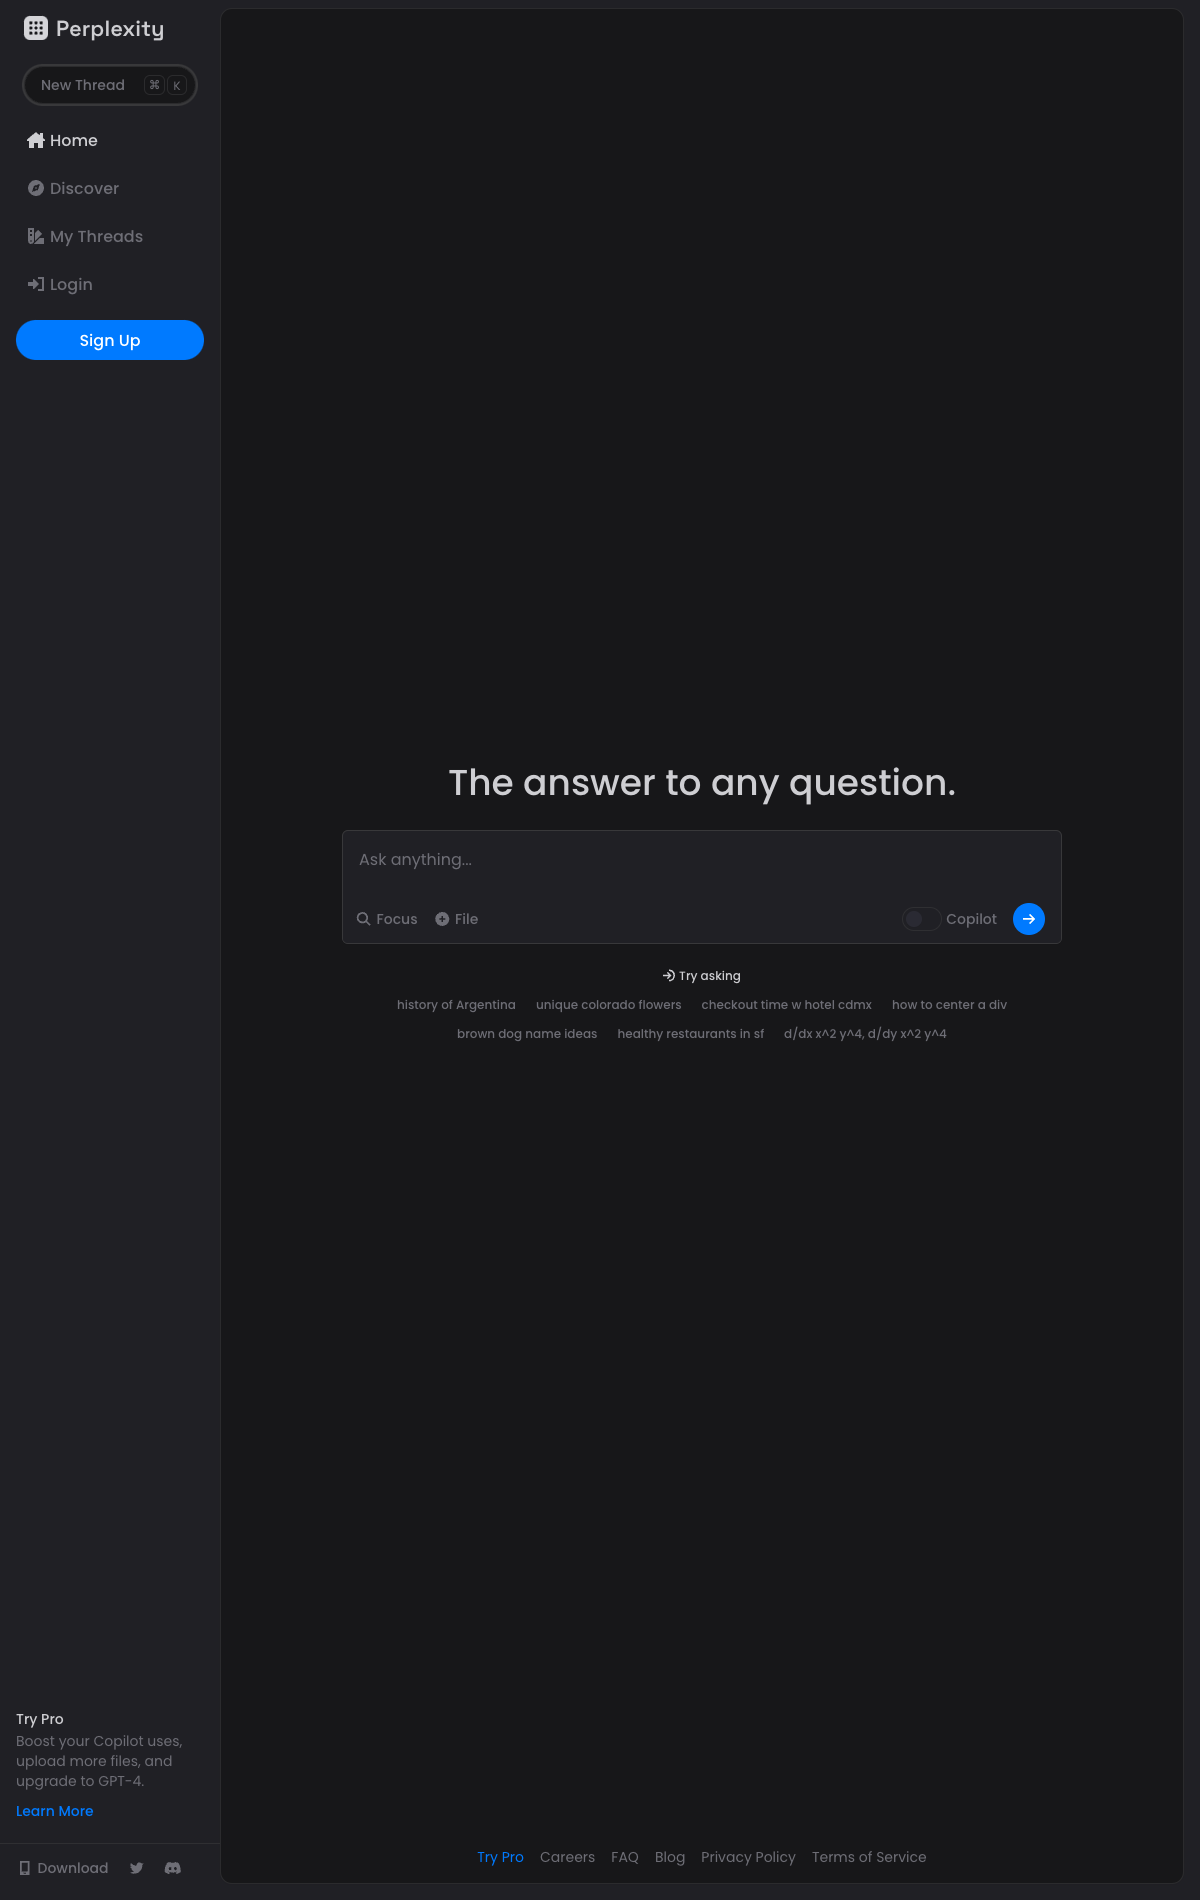 Perplexity
New Thread ⌘ K
Home
Discover
My Threads
Login
Sign Up
The answer to any question.
Ask anything...
Focus File Copilot
Try asking
history of Argentina unique colorado flowers checkout time w hotel cdmx how to center a div
brown dog name ideas healthy restaurants in sf d/dx x^2 y^4, d/dy x^2 y^4
Try Pro
Boost your Copilot uses,
upload more files, and
upgrade to GPT-4.
Learn More
Download
Try Pro Careers FAQ Blog Privacy Policy Terms of Service